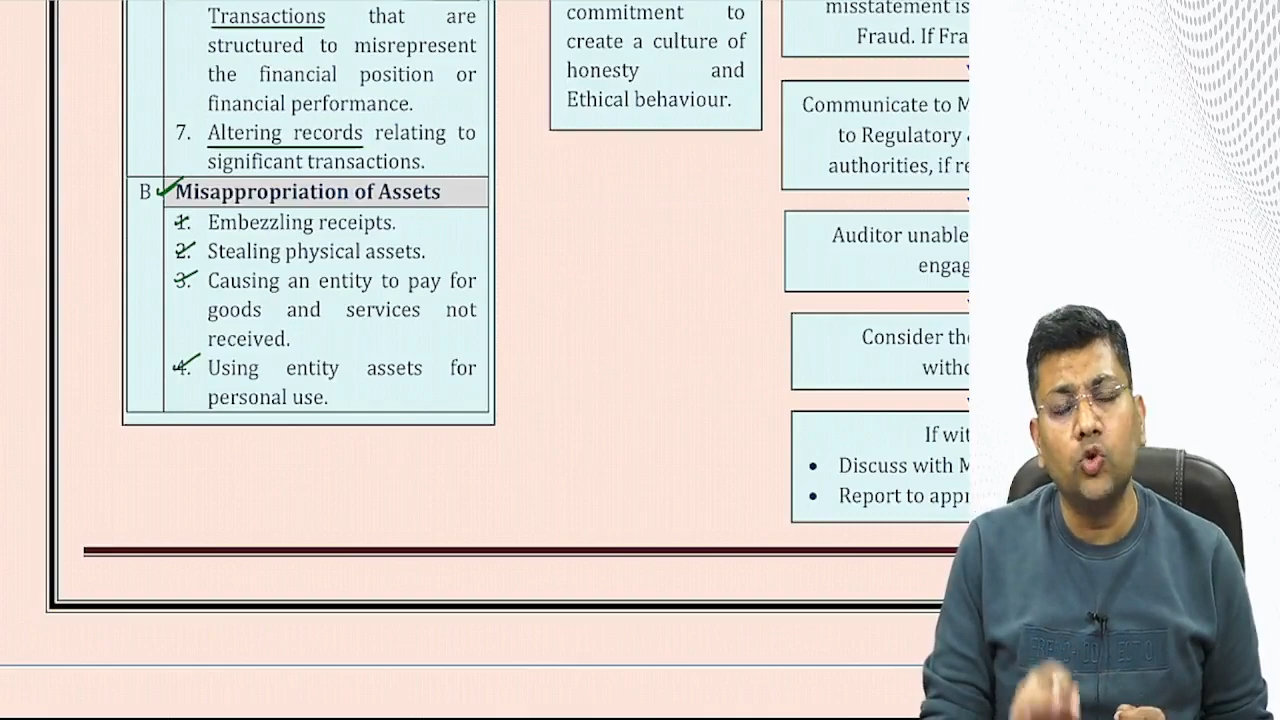 Transactions that are
structured to misrepresent
the financial position or
financial performance.
7. Altering records relating to
significant transactions.
B Misappropriation of Assets
1. Embezzling receipts.
2. Stealing physical assets.
3. Causing an entity to pay for
goods and services not
received.
4. Using entity assets for
personal use.
commitment to
create a culture of
honesty and
Ethical behaviour.
misstatement is
Fraud. If Fra
Communicate to M
to Regulatory
authorities, if re
Auditor unable
engag
Consider the
witho
If wit
• Discuss with M
• Report to appr